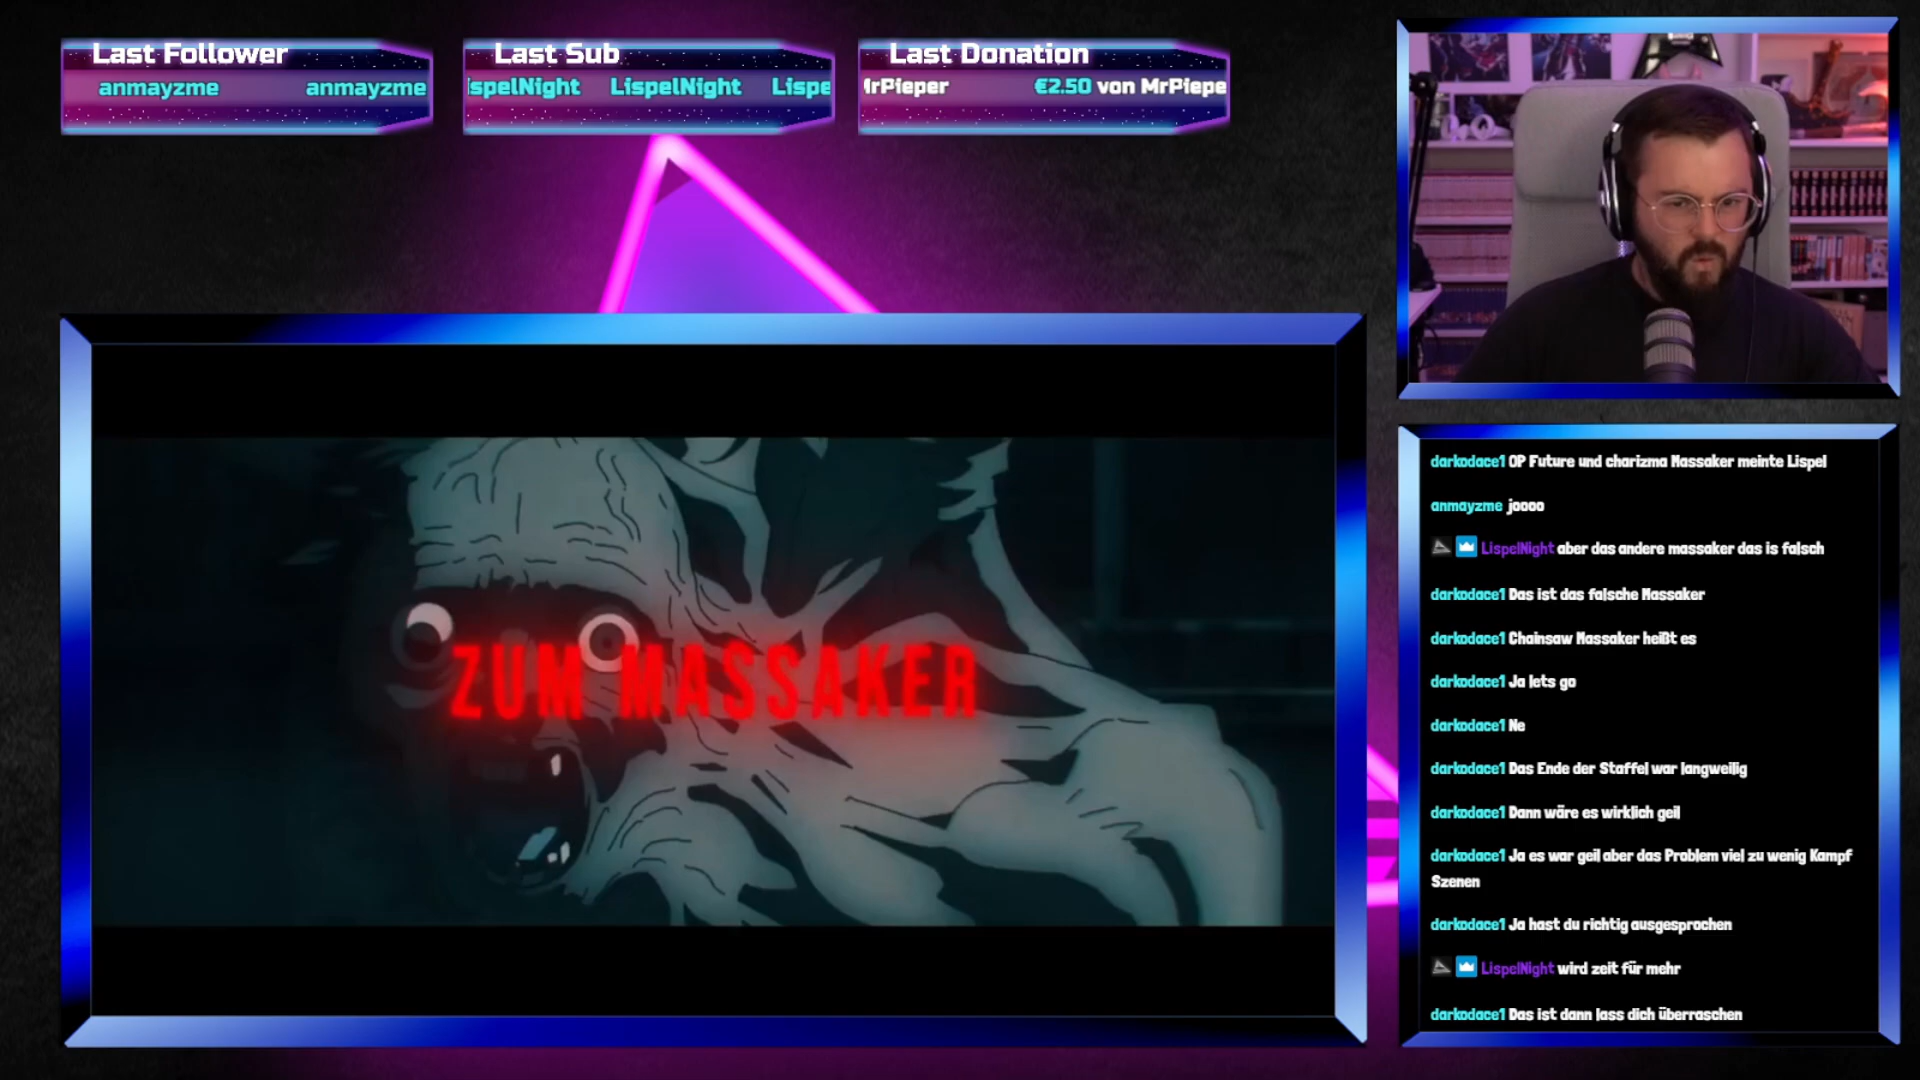 Last Follower
anmayzme anmayzme
Last Sub
spelNight LispelNight Lispe
Last Donation
rPieper €2.50 von MrPiepe
ZUM MASSAKER
darkodace1 OP Future und charizma Massaker meinte Lispel
anmayzme joooo
LispelNight aber das andere massaker das is falsch
darkodace1 Das ist das falsche Massaker
darkodace1 Chainsaw Massaker heißt es
darkodace1 Ja lets go
darkodace1 Ne
darkodace1 Das Ende der Staffel war langweilig
darkodace1 Dann wäre es wirklich geil
darkodace1 Ja es war geil aber das Problem viel zu wenig Kampf
Szenen
darkodace1 Ja hast du richtig ausgesprochen
LispelNight wird zeit für mehr
darkodace1 Das ist dann lass dich überraschen